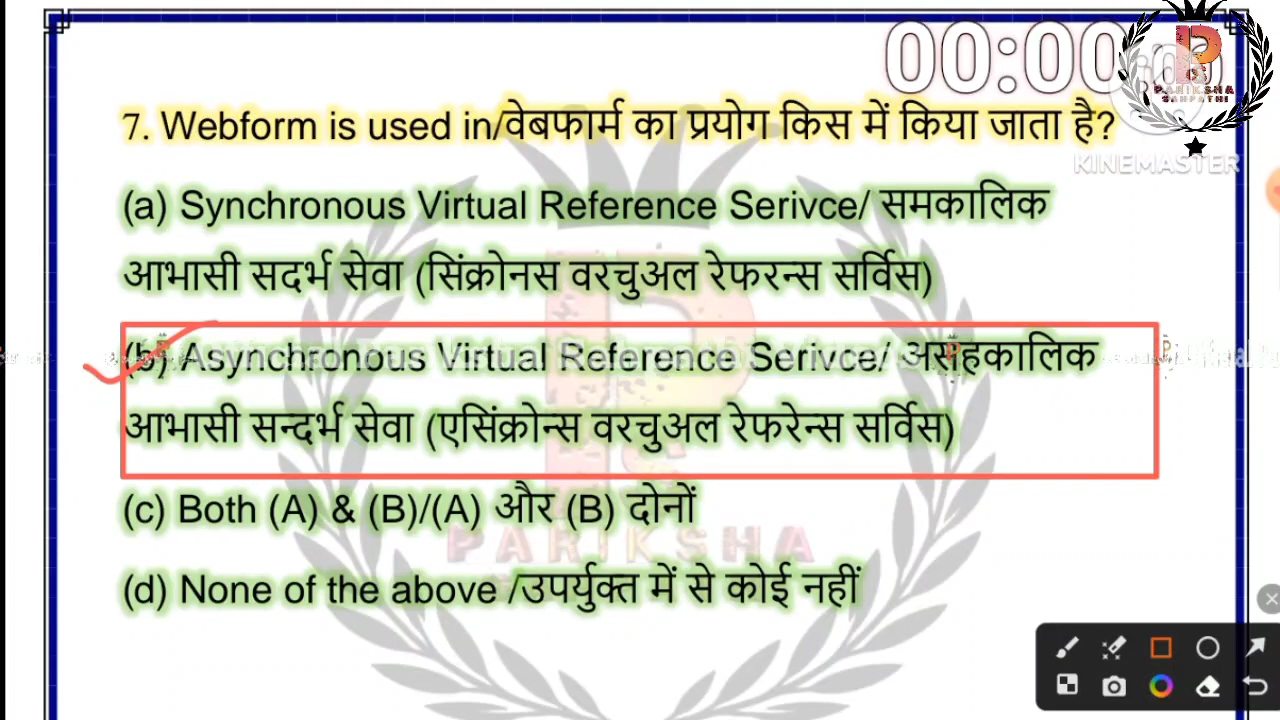 00:00
PARIKSHA
SARPATHI
7. Webform is used in/वेबफार्म का प्रयोग किस में किया जाता है?
KINEMASTER
(a) Synchronous Virtual Reference Serivce/ समकालिक
आभासी सदर्भ सेवा (सिंक्रोनस वरचुअल रेफरन्स सर्विस)
(b) Asynchronous Virtual Reference Serivce/ असहकालिक
आभासी सन्दर्भ सेवा (एसिंक्रोन्स वरचुअल रेफरेन्स सर्विस)
(c) Both (A) & (B)/(A) और (B) दोनों
PARIKSHA
(d) None of the above /उपर्युक्त में से कोई नहीं